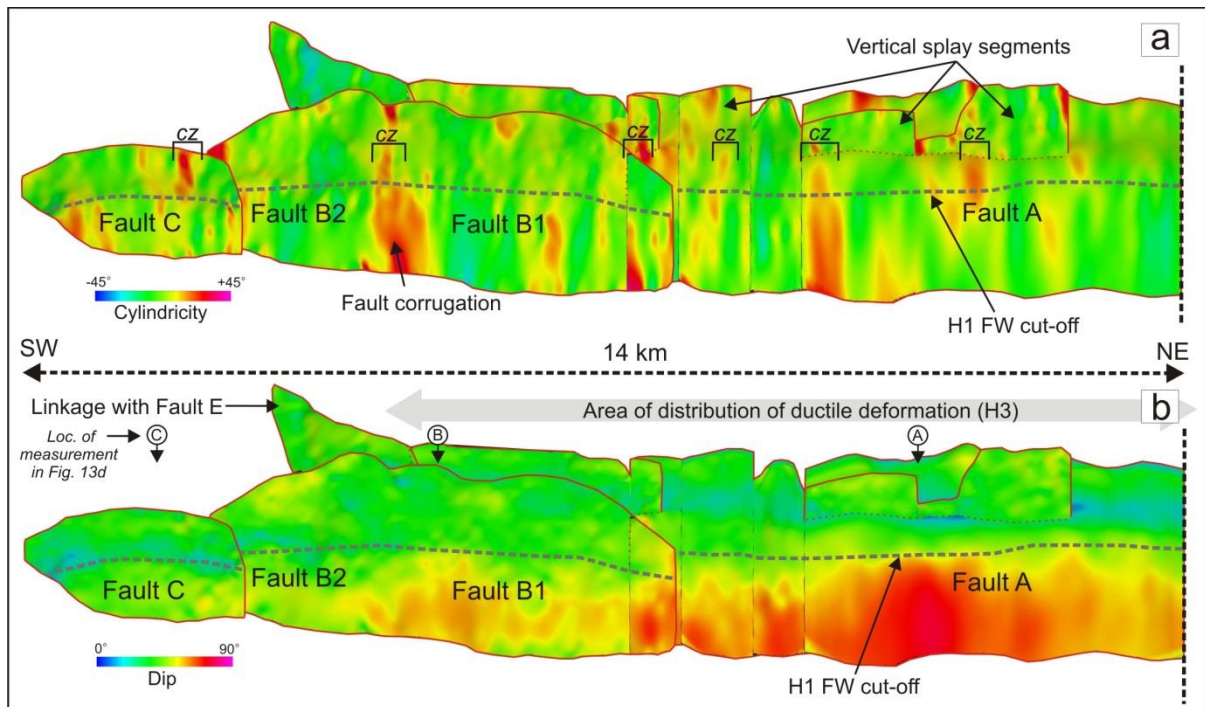 a
Vertical splay segments
cz
cz
cz
cz
cz
cz
Fault C
Fault B2
Fault B1
Fault A
-45° +45°
Cylindricity
Fault corrugation
H1 FW cut-off
SW
14 km
NE
b
Linkage with Fault E
Area of distribution of ductile deformation (H3)
Loc. of
measurement
in Fig. 13d
C
B
A
Fault C
Fault B2
Fault B1
Fault A
0° 90°
Dip
H1 FW cut-off